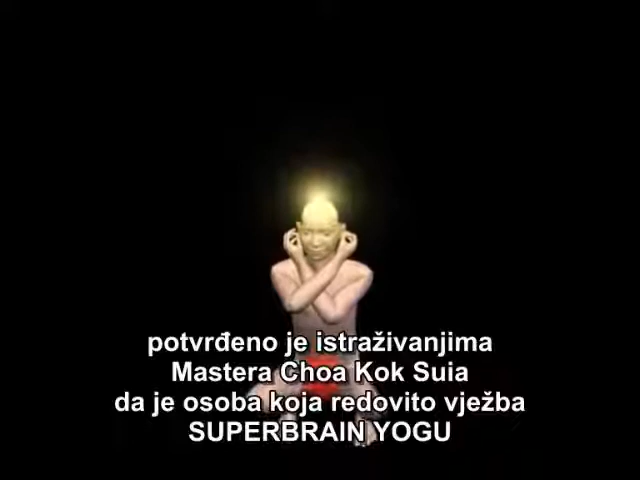 potvrđeno je istraživanjima
Mastera Choa Kok Suia
da je osoba koja redovito vježba
SUPERBRAIN YOGU